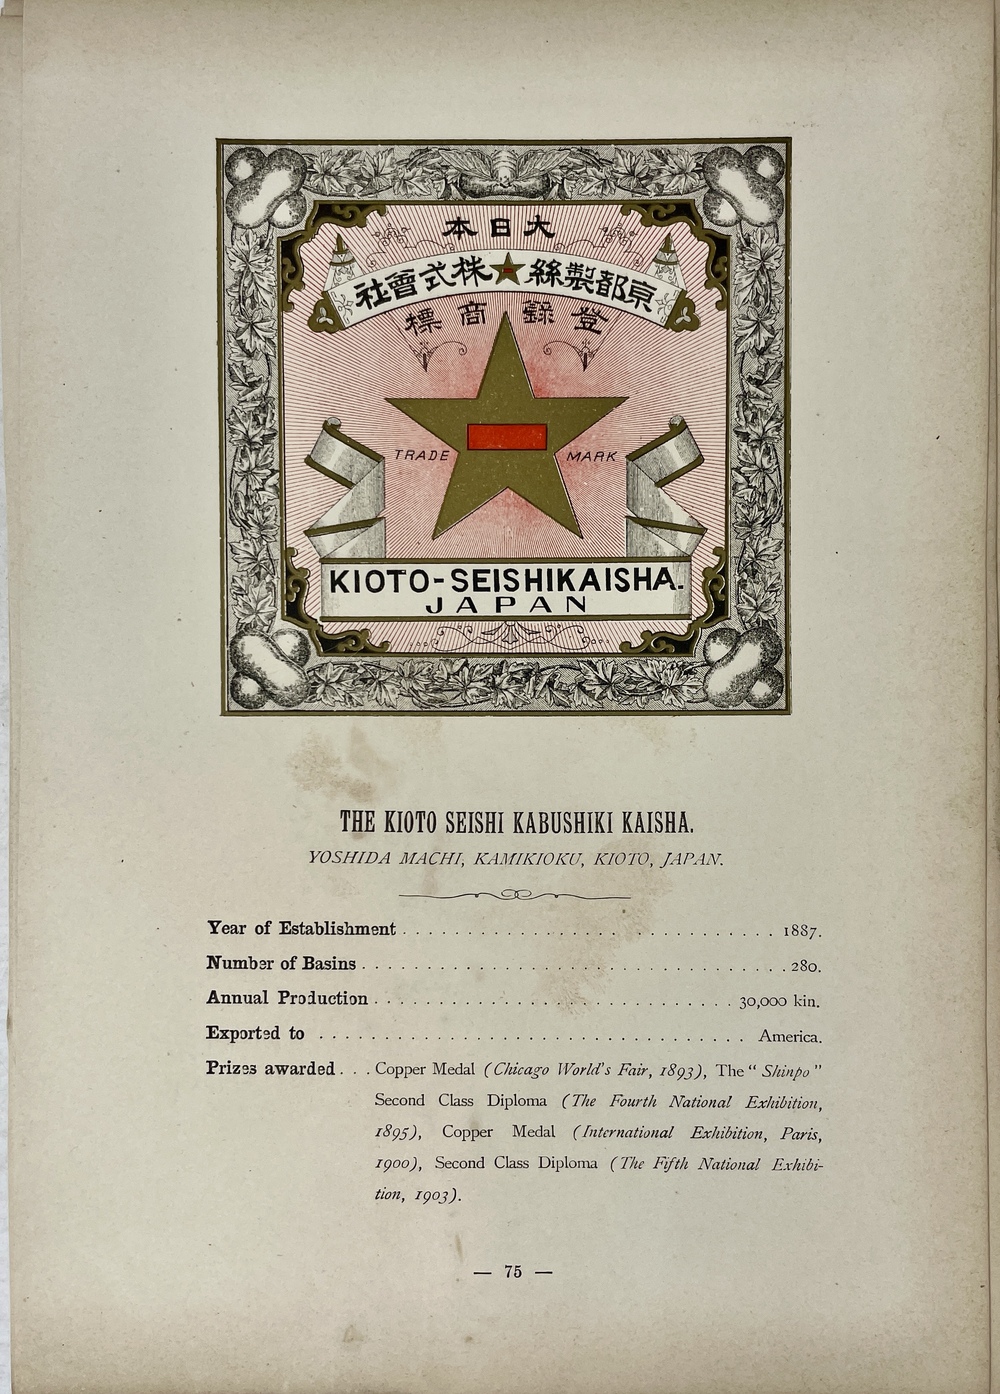 大日本
京都製絲★株式會社
登錄商標
TRADE MARK
KIOTO-SEISHIKAISHA.
JAPAN
THE KIOTO SEISHI KABUSHIKI KAISHA.
YOSHIDA MACHI, KAMIKIOKU, KIOTO, JAPAN.
Year of Establishment . . . . . . . . . . . . . . . . . . . . . . . . . . . . 1887.
Number of Basins . . . . . . . . . . . . . . . . . . . . . . . . . . . . . . . . 280.
Annual Production . . . . . . . . . . . . . . . . . . . . . . . . . . . . 30,000 kin.
Exported to . . . . . . . . . . . . . . . . . . . . . . . . . . . . . . . . America.
Prizes awarded . . . Copper Medal (Chicago World's Fair, 1893), The "Shinpo"
Second Class Diploma (The Fourth National Exhibition,
1895), Copper Medal (International Exhibition, Paris,
1900), Second Class Diploma (The Fifth National Exhibi-
tion, 1903).
— 75 —